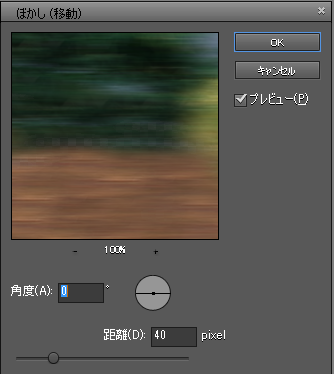 ぼかし (移動)
OK
キャンセル
プレビュー(P)
- 100% +
角度(A): 0 °
距離(D): 40 pixel